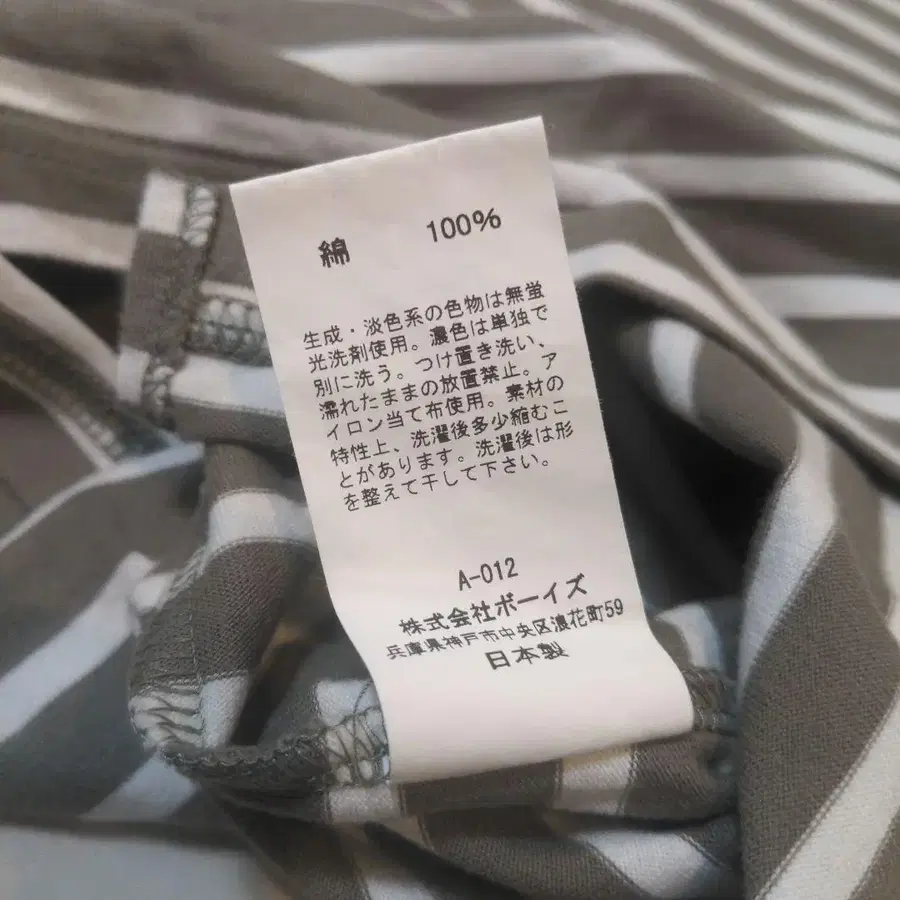 綿 100%
生成・淡色系の色物は無蛍
光洗剤使用。濃色は単独で
別に洗う。つけ置き洗い、
濡れたままの放置禁止。ア
イロン当て布使用。素材の
特性上、洗濯後多少縮むこ
とがあります。洗濯後は形
を整えて干して下さい。
A-012
株式会社ボーイズ
兵庫県神戸市中央区浪花町59
日本製